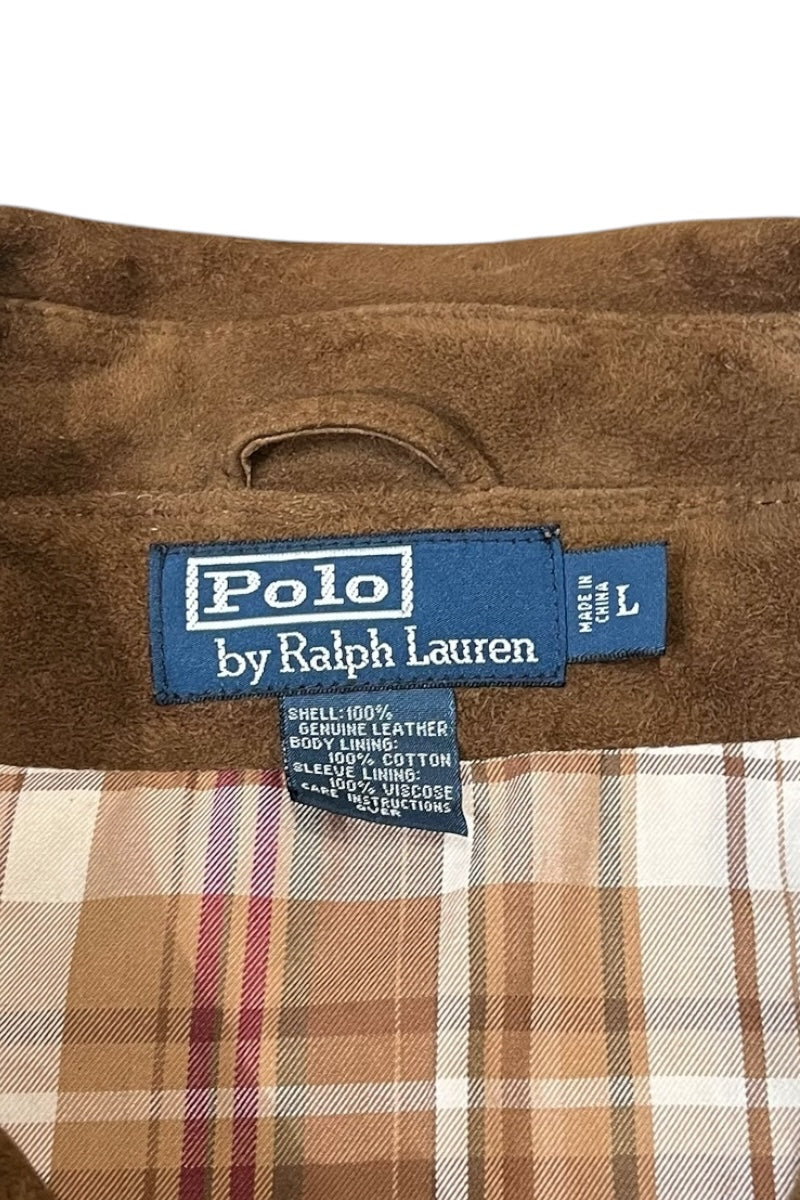 Polo
by Ralph Lauren
MADE IN
CHINA
L
SHELL:100%
GENUINE LEATHER
BODY LINING:
100% COTTON
SLEEVE LINING:
100% VISCOSE
CARE INSTRUCTIONS
OVER